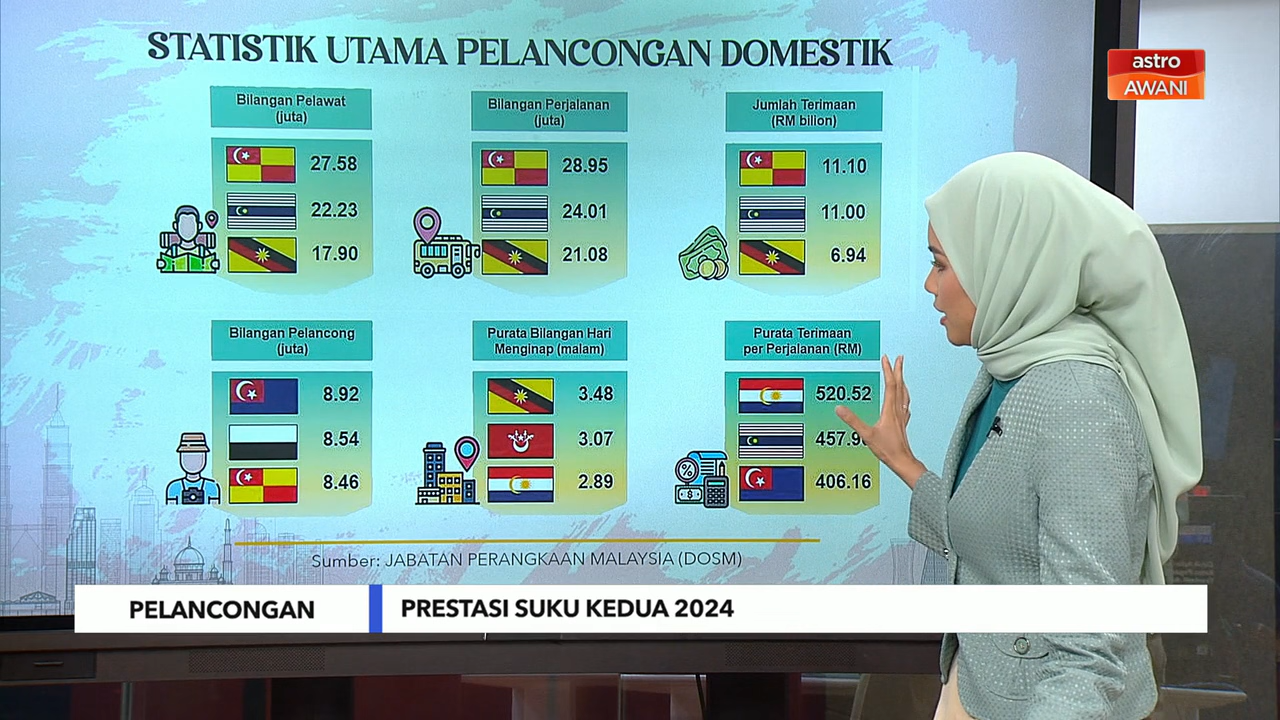 STATISTIK UTAMA PELANCONGAN DOMESTIK
astro
AWANI
Bilangan Pelawat
(juta)
27.58
22.23
17.90
Bilangan Perjalanan
(juta)
28.95
24.01
21.08
Jumlah Terimaan
(RM bilion)
11.10
11.00
6.94
Bilangan Pelancong
(juta)
8.92
8.54
8.46
Purata Bilangan Hari
Menginap (malam)
3.48
3.07
2.89
Purata Terimaan
per Perjalanan (RM)
520.52
406.16
Sumber: JABATAN PERANGKAAN MALAYSIA (DOSM)
PELANCONGAN
PRESTASI SUKU KEDUA 2024